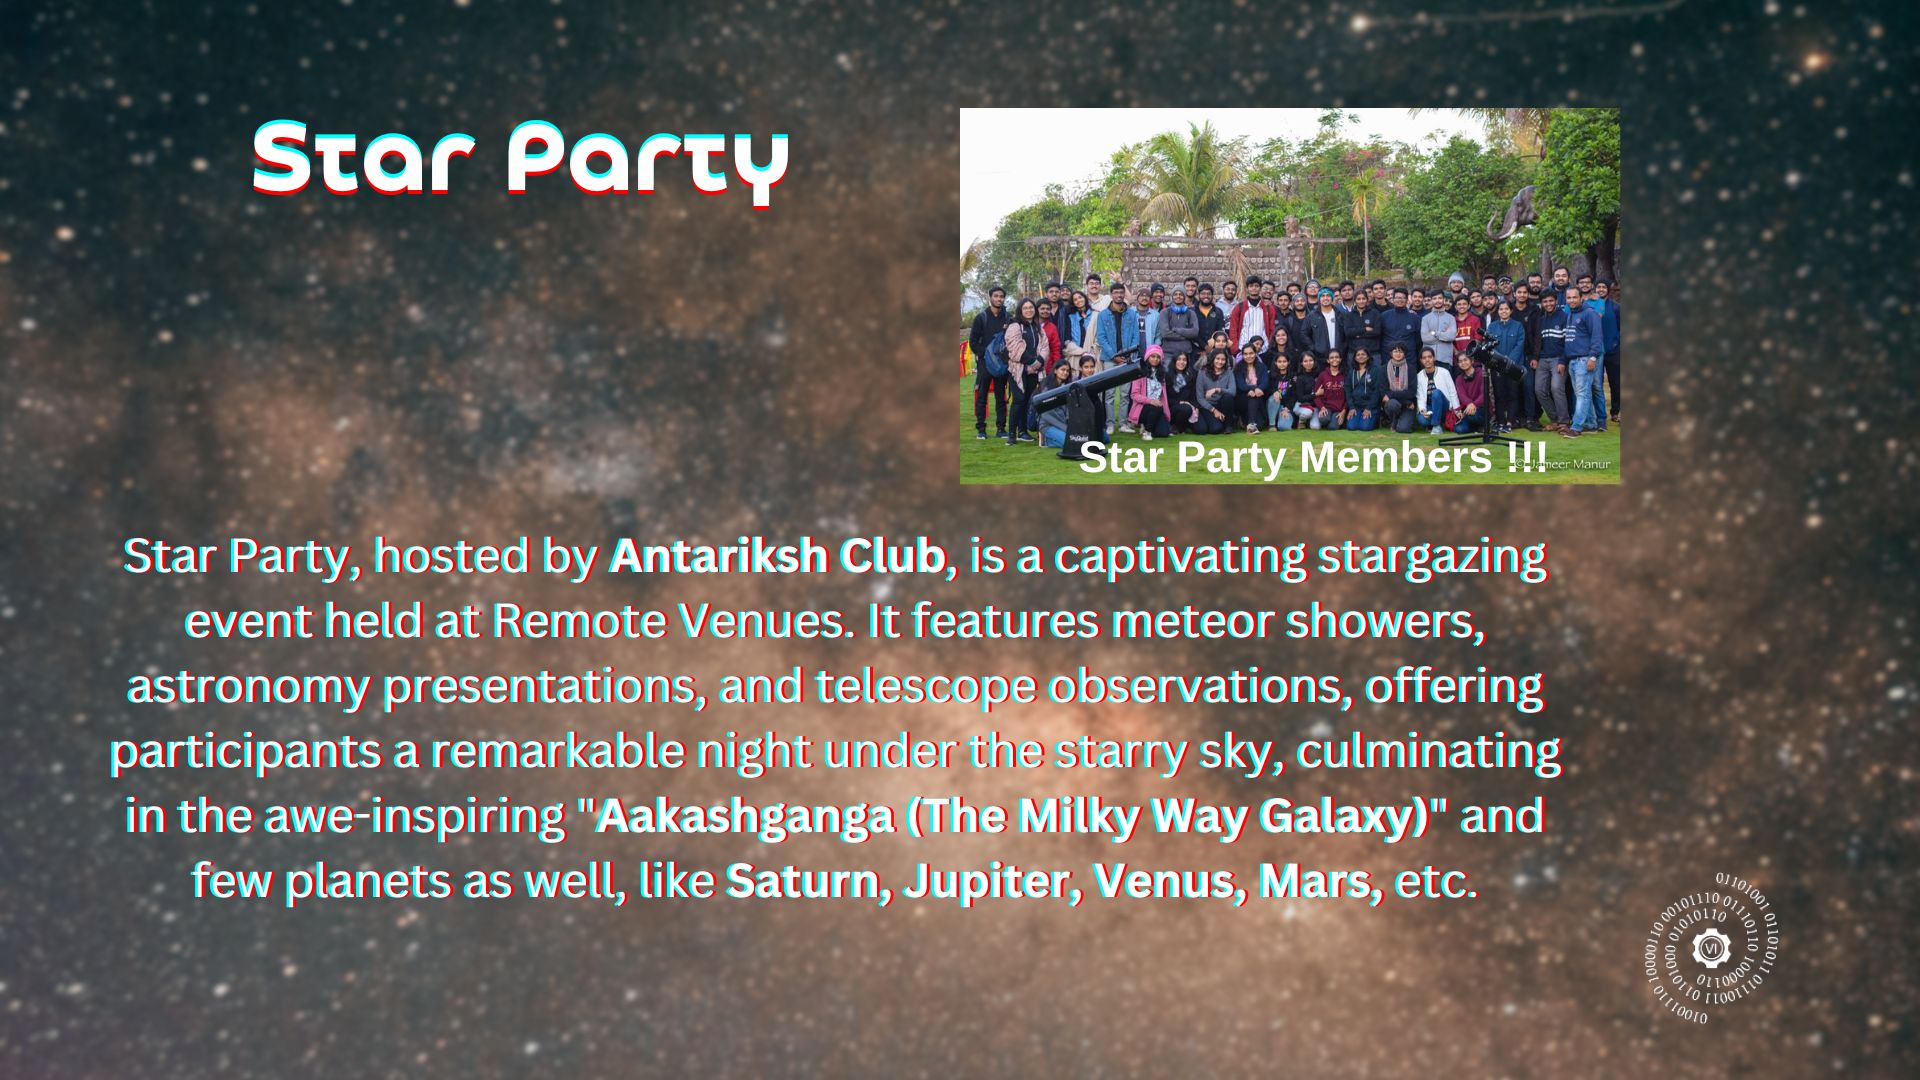 Star Party
Star Party Members !!!
© Jameer Manur
Star Party, hosted by Antariksh Club, is a captivating stargazing
event held at Remote Venues. It features meteor showers,
astronomy presentations, and telescope observations, offering
participants a remarkable night under the starry sky, culminating
in the awe-inspiring "Aakashganga (The Milky Way Galaxy)" and
few planets as well, like Saturn, Jupiter, Venus, Mars, etc.
VI